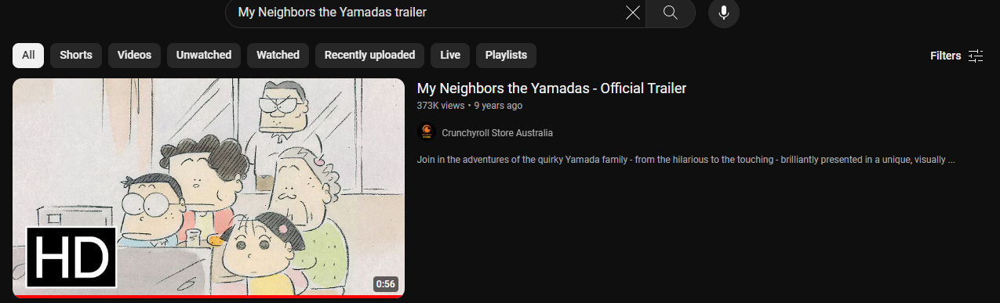 My Neighbors the Yamadas trailer
All Shorts Videos Unwatched Watched Recently uploaded Live Playlists Filters
My Neighbors the Yamadas - Official Trailer
373K views • 9 years ago
Crunchyroll Store Australia
Join in the adventures of the quirky Yamada family - from the hilarious to the touching - brilliantly presented in a unique, visually ...
HD
0:56